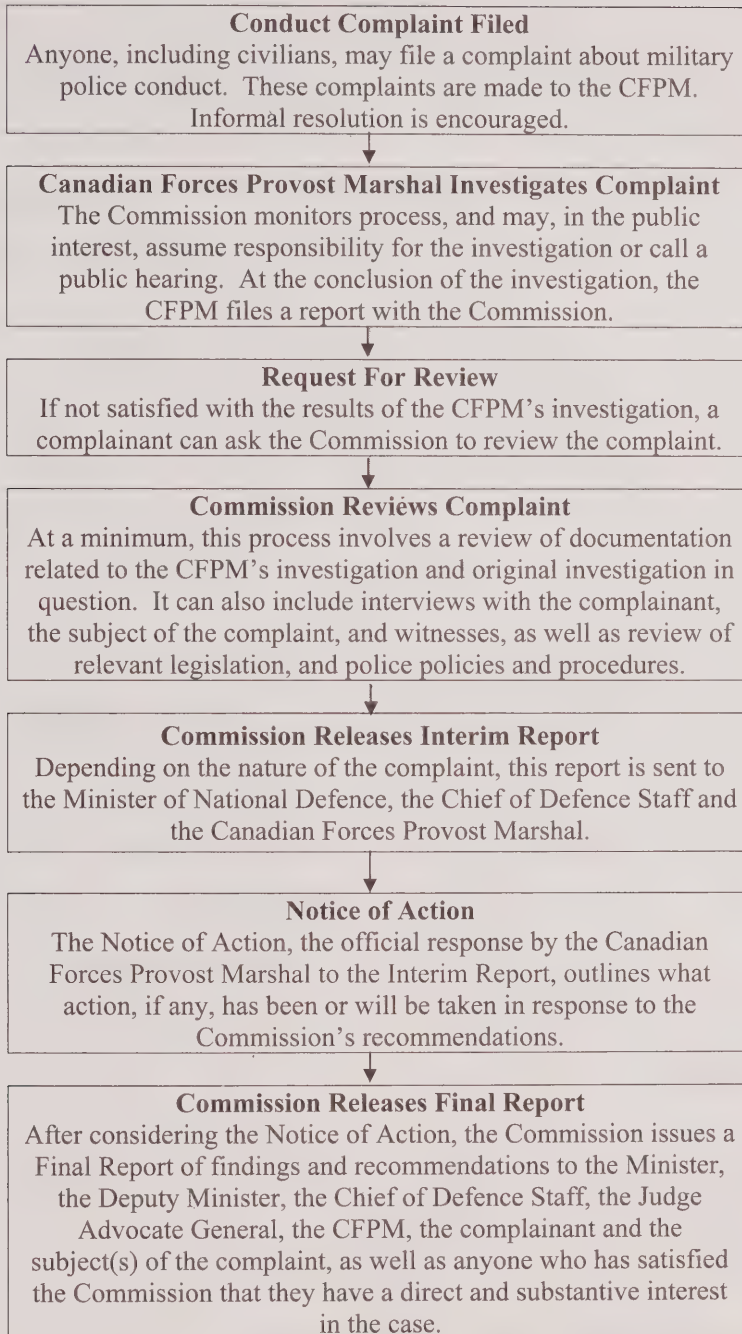 Conduct Complaint Filed
Anyone, including civilians, may file a complaint about military
police conduct. These complaints are made to the CFPM.
Informal resolution is encouraged.
Canadian Forces Provost Marshal Investigates Complaint
The Commission monitors process, and may, in the public
interest, assume responsibility for the investigation or call a
public hearing. At the conclusion of the investigation, the
CFPM files a report with the Commission.
Request For Review
If not satisfied with the results of the CFPM's investigation, a
complainant can ask the Commission to review the complaint.
Commission Reviews Complaint
At a minimum, this process involves a review of documentation
related to the CFPM's investigation and original investigation in
question. It can also include interviews with the complainant,
the subject of the complaint, and witnesses, as well as review of
relevant legislation, and police policies and procedures.
Commission Releases Interim Report
Depending on the nature of the complaint, this report is sent to
the Minister of National Defence, the Chief of Defence Staff and
the Canadian Forces Provost Marshal.
Notice of Action
The Notice of Action, the official response by the Canadian
Forces Provost Marshal to the Interim Report, outlines what
action, if any, has been or will be taken in response to the
Commission's recommendations.
Commission Releases Final Report
After considering the Notice of Action, the Commission issues a
Final Report of findings and recommendations to the Minister,
the Deputy Minister, the Chief of Defence Staff, the Judge
Advocate General, the CFPM, the complainant and the
subject(s) of the complaint, as well as anyone who has satisfied
the Commission that they have a direct and substantive interest
in the case.